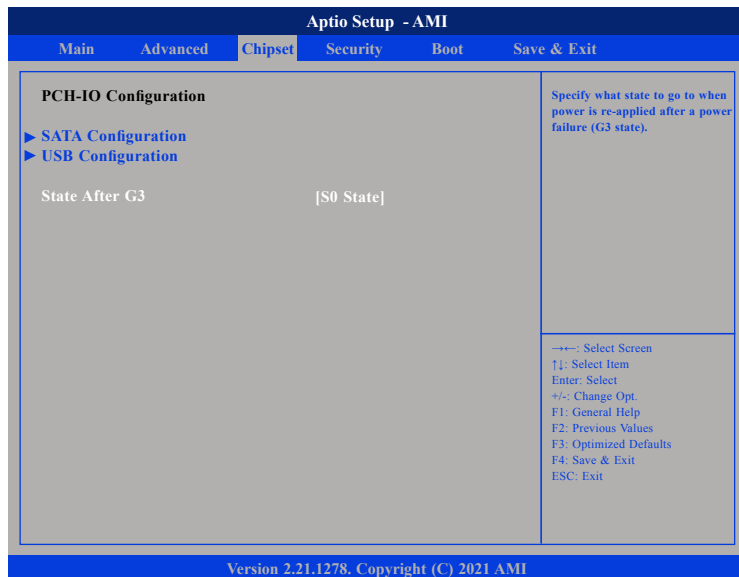 Aptio Setup - AMI
Main Advanced Chipset Security Boot Save & Exit
PCH-IO Configuration
▶ SATA Configuration
▶ USB Configuration
State After G3 [S0 State]
Specify what state to go to when
power is re-applied after a power
failure (G3 state).
→←: Select Screen
↑↓: Select Item
Enter: Select
+/-: Change Opt.
F1: General Help
F2: Previous Values
F3: Optimized Defaults
F4: Save & Exit
ESC: Exit
Version 2.21.1278. Copyright (C) 2021 AMI